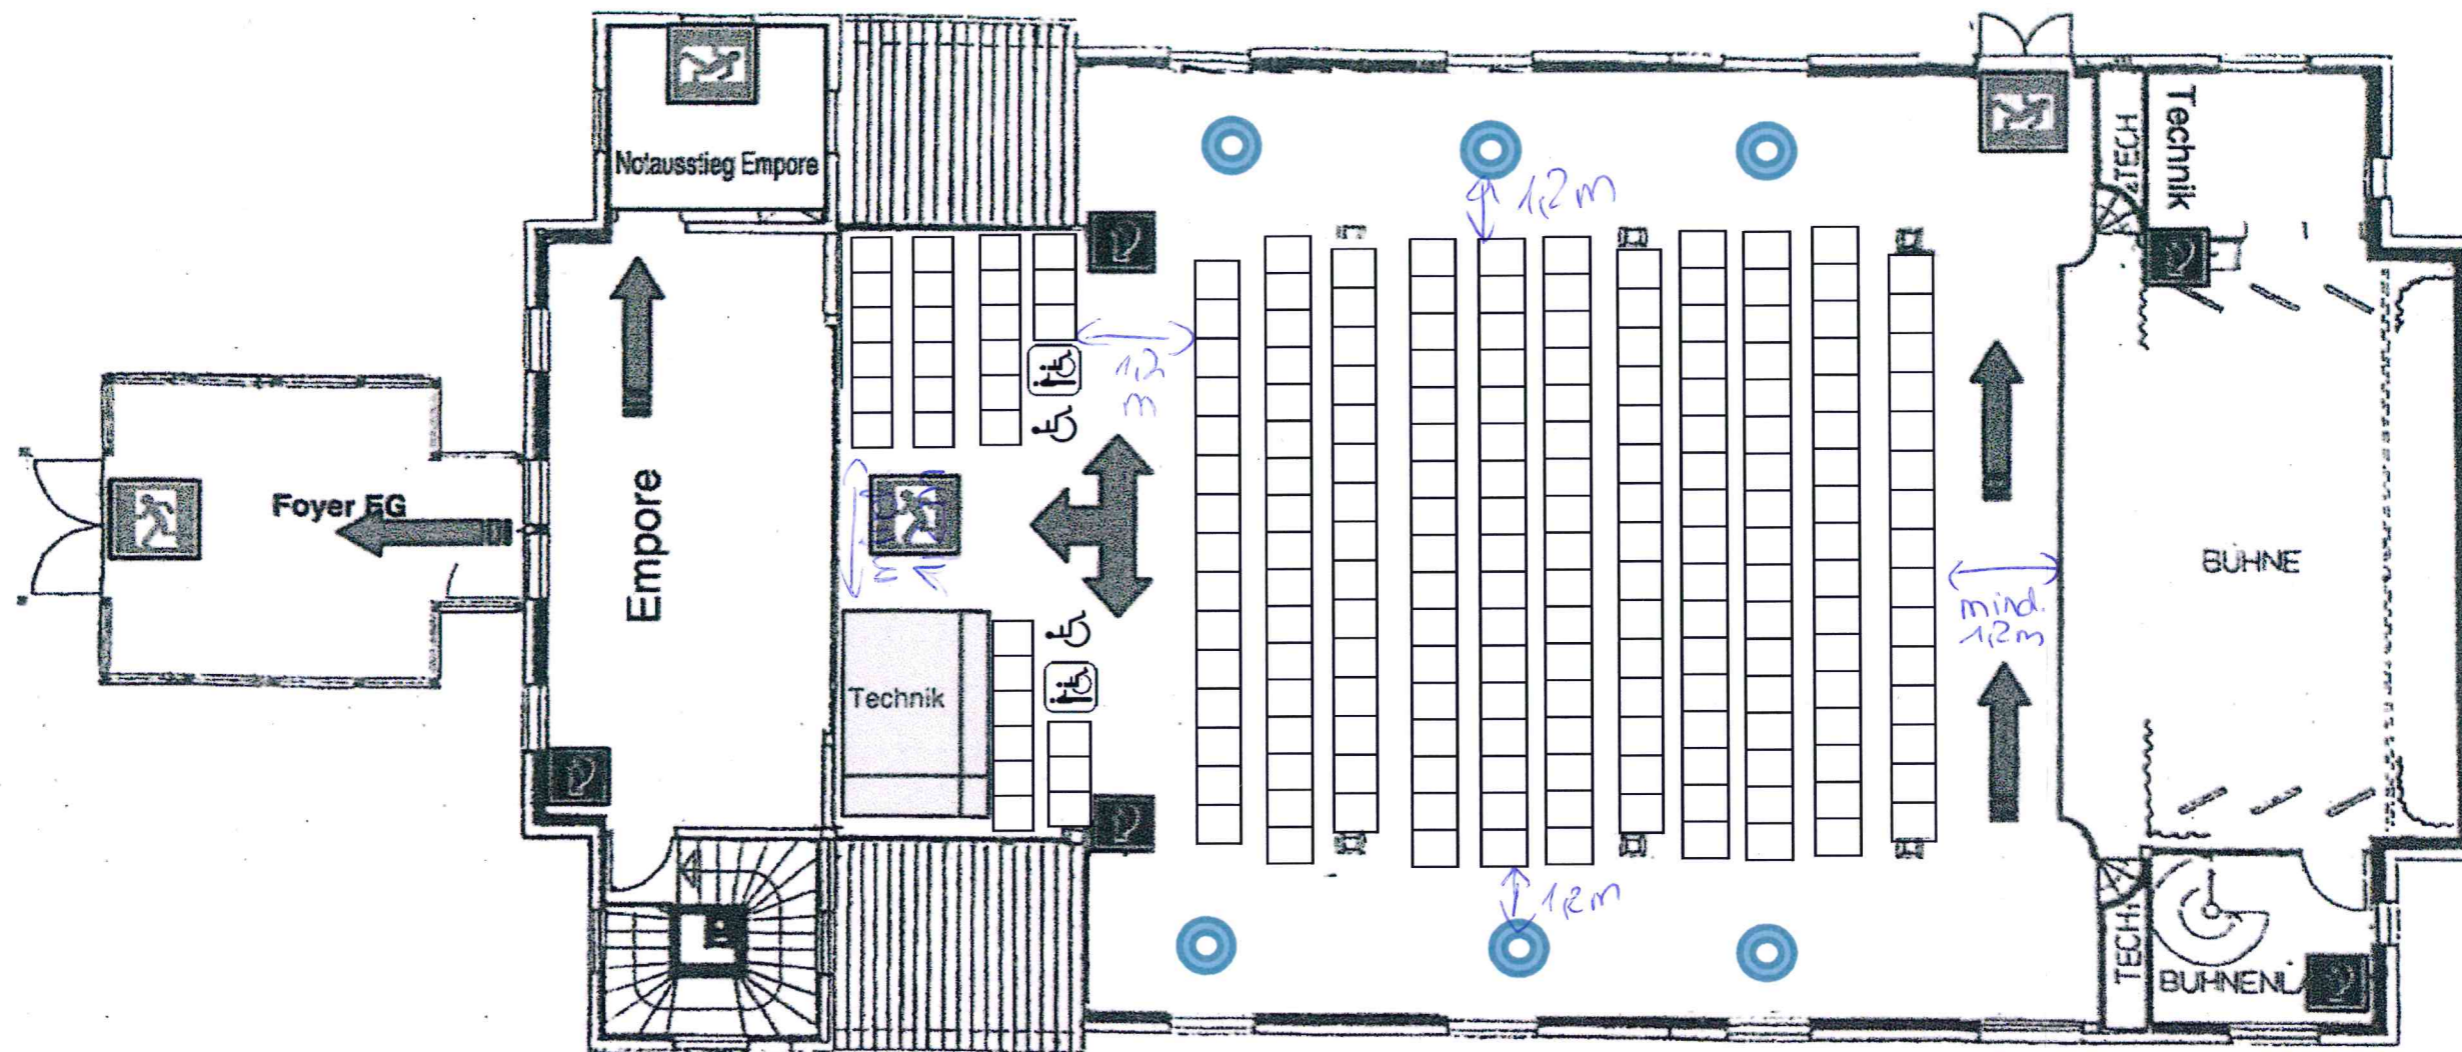 Notausstieg Empore
Foyer EG
Empore
Technik
1,2m
1,2
m
1,2m
mind.
1,2m
TECH
Technik
BÜHNE
TECH.